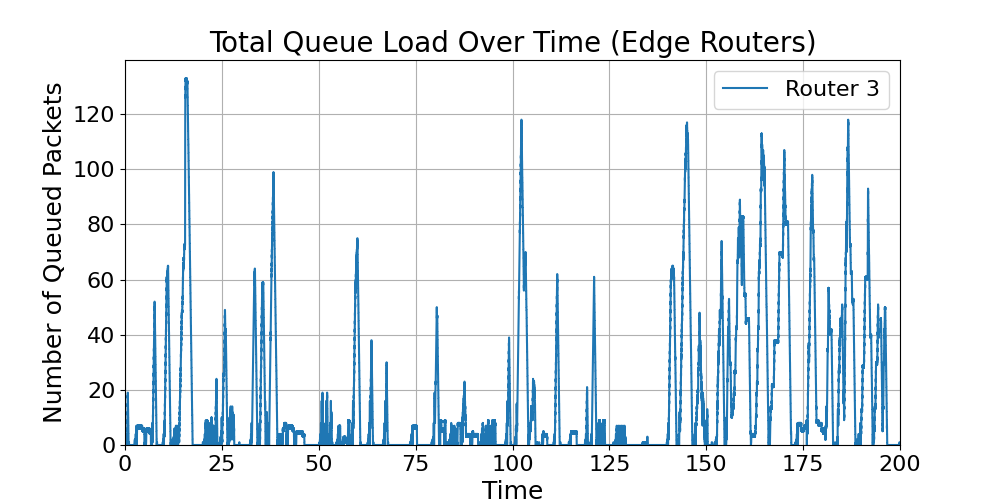 Total Queue Load Over Time (Edge Routers)
Number of Queued Packets
120
100
80
60
40
20
0
Router 3
0 25 50 75 100 125 150 175 200
Time